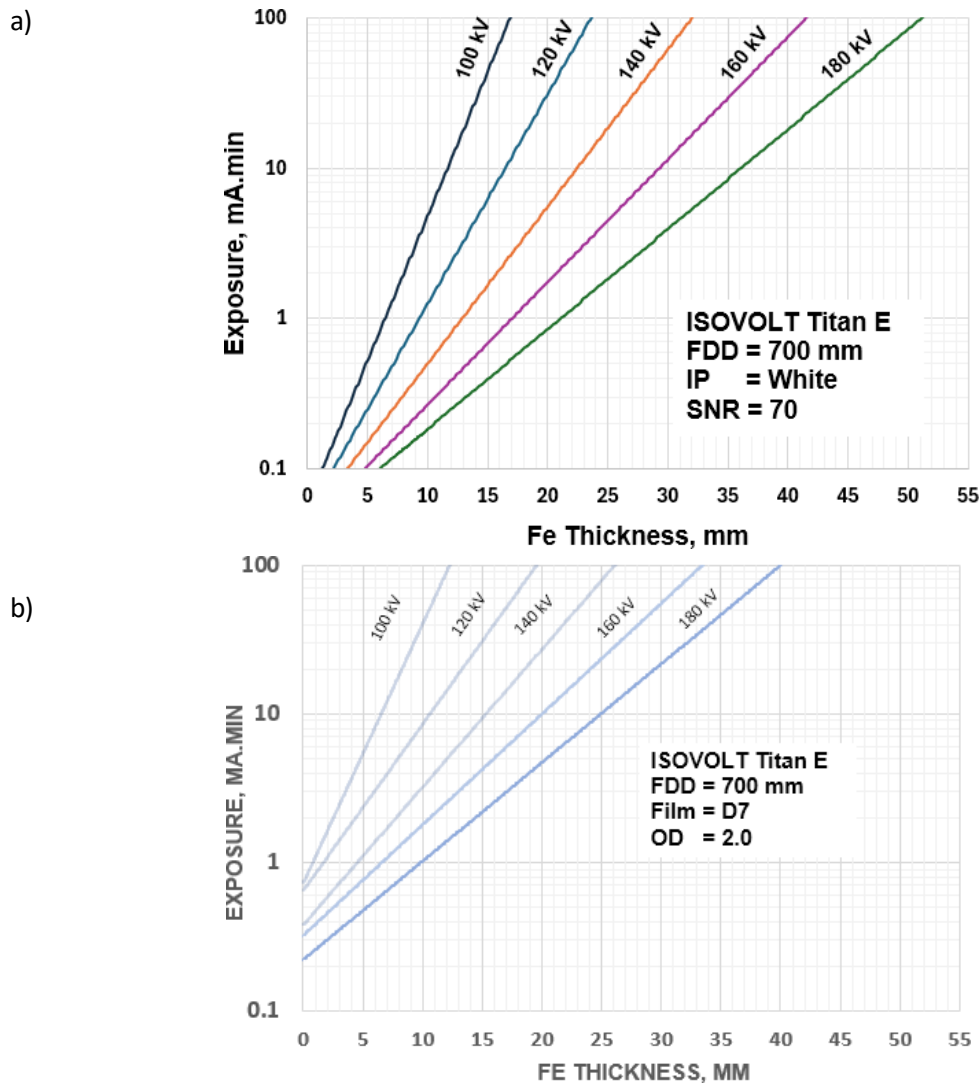 a)
100
10
1
0.1
Exposure, mA.min
100 kV
120 kV
140 kV
160 kV
180 kV
ISOVOLT Titan E
FDD = 700 mm
IP = White
SNR = 70
0 5 10 15 20 25 30 35 40 45 50 55
Fe Thickness, mm
b)
100
10
1
0.1
EXPOSURE, MA.MIN
100 kV
120 kV
140 kV
160 kV
180 kV
ISOVOLT Titan E
FDD = 700 mm
Film = D7
OD = 2.0
0 5 10 15 20 25 30 35 40 45 50 55
FE THICKNESS, MM